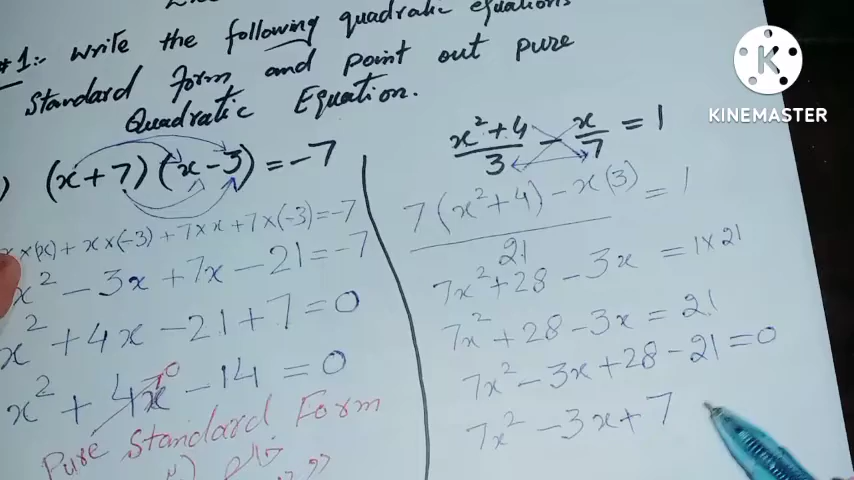 #1:- Write the following quadratic equations
Standard Form and point out pure
Quadratic Equation.
) (x + 7) (x - 3) = -7
x × (x) + x × (-3) + 7 × x + 7 × (-3) = -7
x² - 3x + 7x - 21 = -7
x² + 4x - 21 + 7 = 0
x² + 4x - 14 = 0
0
Pure Standard Form
x² + 4 / 3 - x / 7 = 1
7(x² + 4) - x(3) / 21 = 1
7x² + 28 - 3x = 1 × 21
7x² + 28 - 3x = 21
7x² - 3x + 28 - 21 = 0
7x² - 3x + 7
K
KINEMASTER